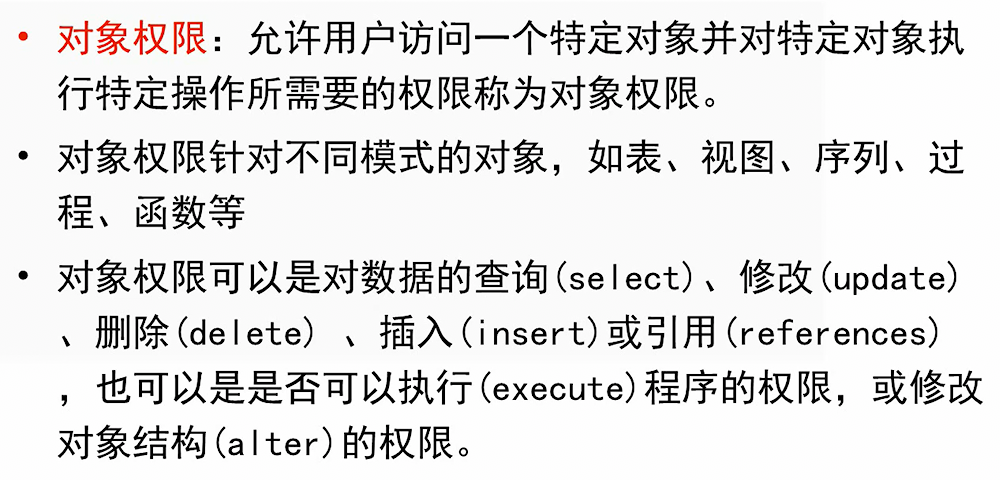 • 对象权限：允许用户访问一个特定对象并对特定对象执
行特定操作所需要的权限称为对象权限。
• 对象权限针对不同模式的对象，如表、视图、序列、过
程、函数等
• 对象权限可以是对数据的查询(select)、修改(update)
、删除(delete) 、插入(insert)或引用(references)
，也可以是是否可以执行(execute)程序的权限，或修改
对象结构(alter)的权限。